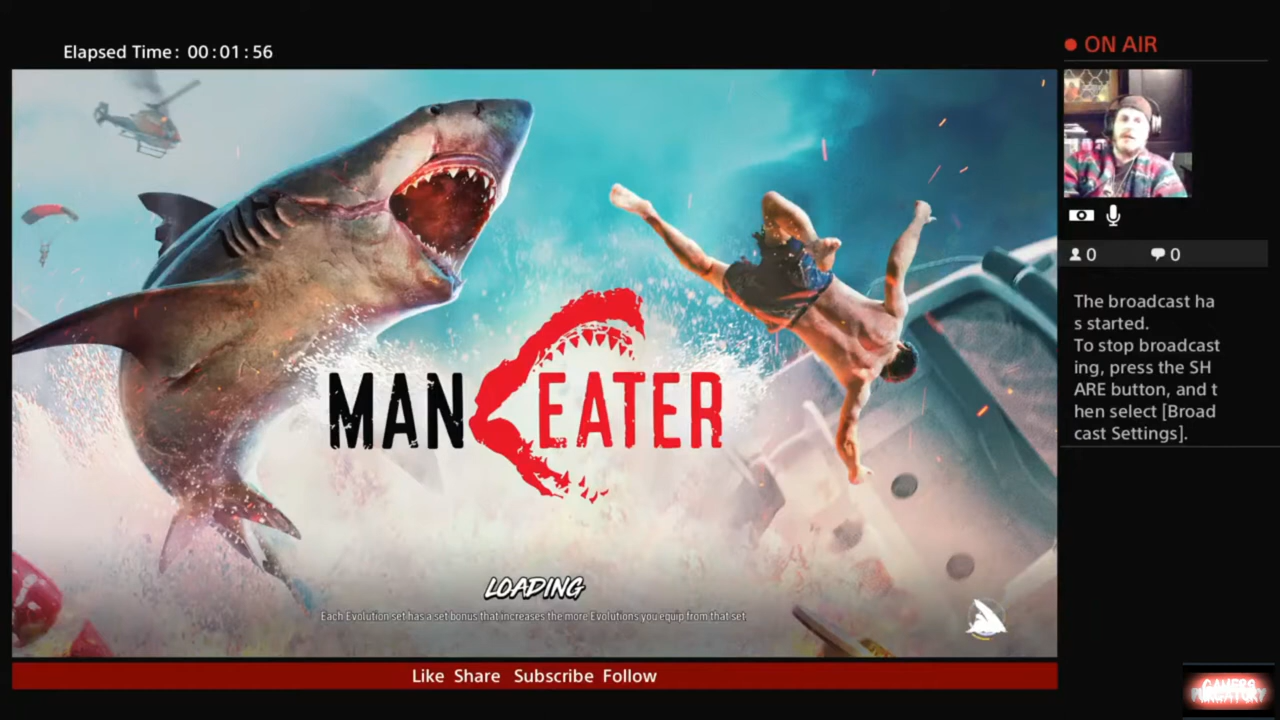 Elapsed Time: 00:01:56
ON AIR
0
0
The broadcast ha
s started.
To stop broadcast
ing, press the SH
ARE button, and t
hen select [Broad
cast Settings].
MAN EATER
LOADING
Each Evolution set has a set bonus that increases the more Evolutions you equip from that set.
Like Share Subscribe Follow
GAMERS
PURGATORY